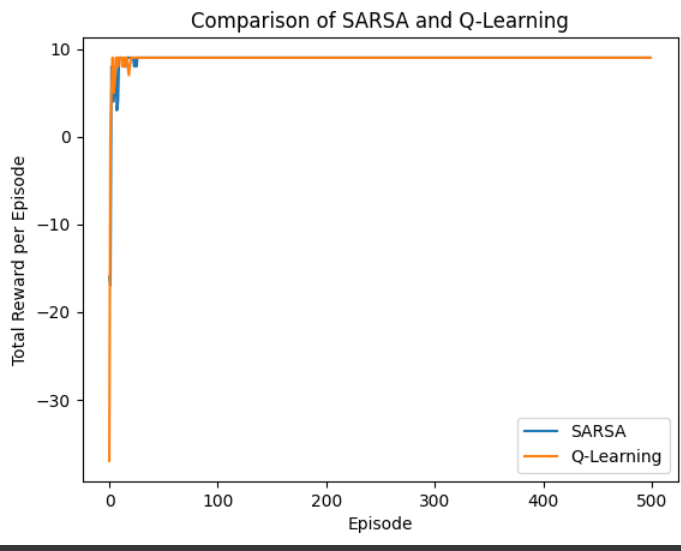 Comparison of SARSA and Q-Learning
Total Reward per Episode
10
0
−10
−20
−30
0
100
200
300
400
500
Episode
SARSA
Q-Learning